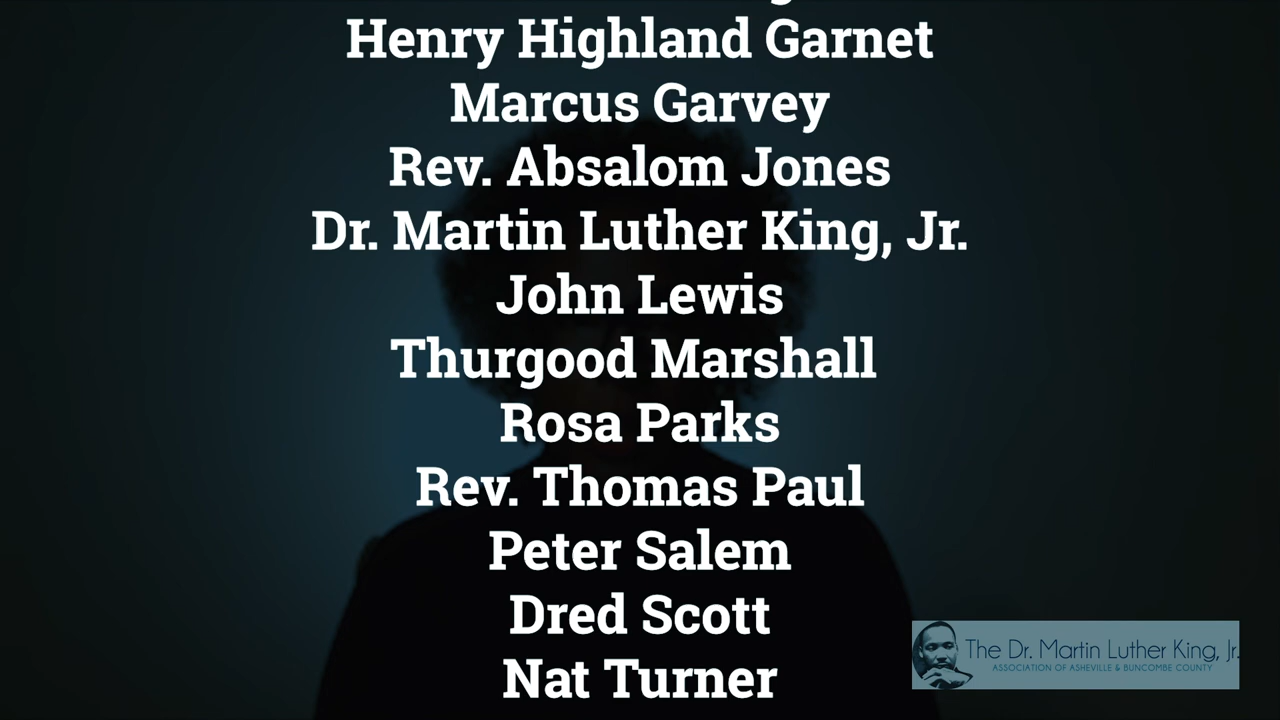 Henry Highland Garnet
Marcus Garvey
Rev. Absalom Jones
Dr. Martin Luther King, Jr.
John Lewis
Thurgood Marshall
Rosa Parks
Rev. Thomas Paul
Peter Salem
Dred Scott
Nat Turner
The Dr. Martin Luther King, Jr.
ASSOCIATION OF ASHEVILLE & BUNCOMBE COUNTY